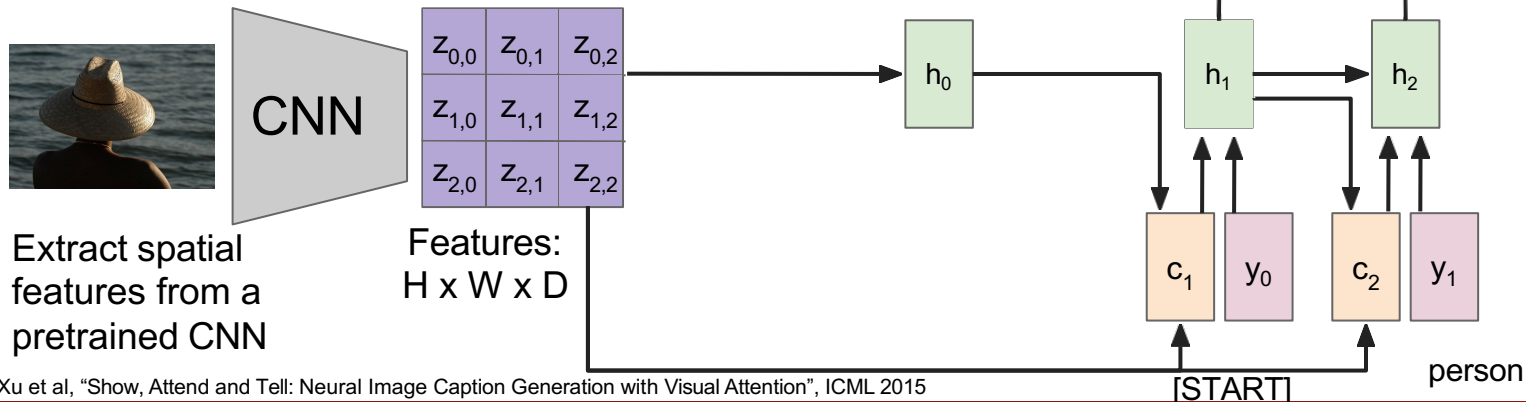 CNN
z0,0 z0,1 z0,2
z1,0 z1,1 z1,2
z2,0 z2,1 z2,2
h0
h1
h2
c1
y0
c2
y1
Extract spatial
features from a
pretrained CNN
Features:
H x W x D
[START]
person
Xu et al, “Show, Attend and Tell: Neural Image Caption Generation with Visual Attention”, ICML 2015